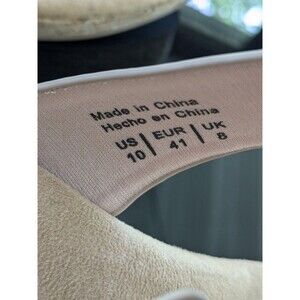 Made in China
Hecho en China
US | EUR | UK
10 | 41 | 8